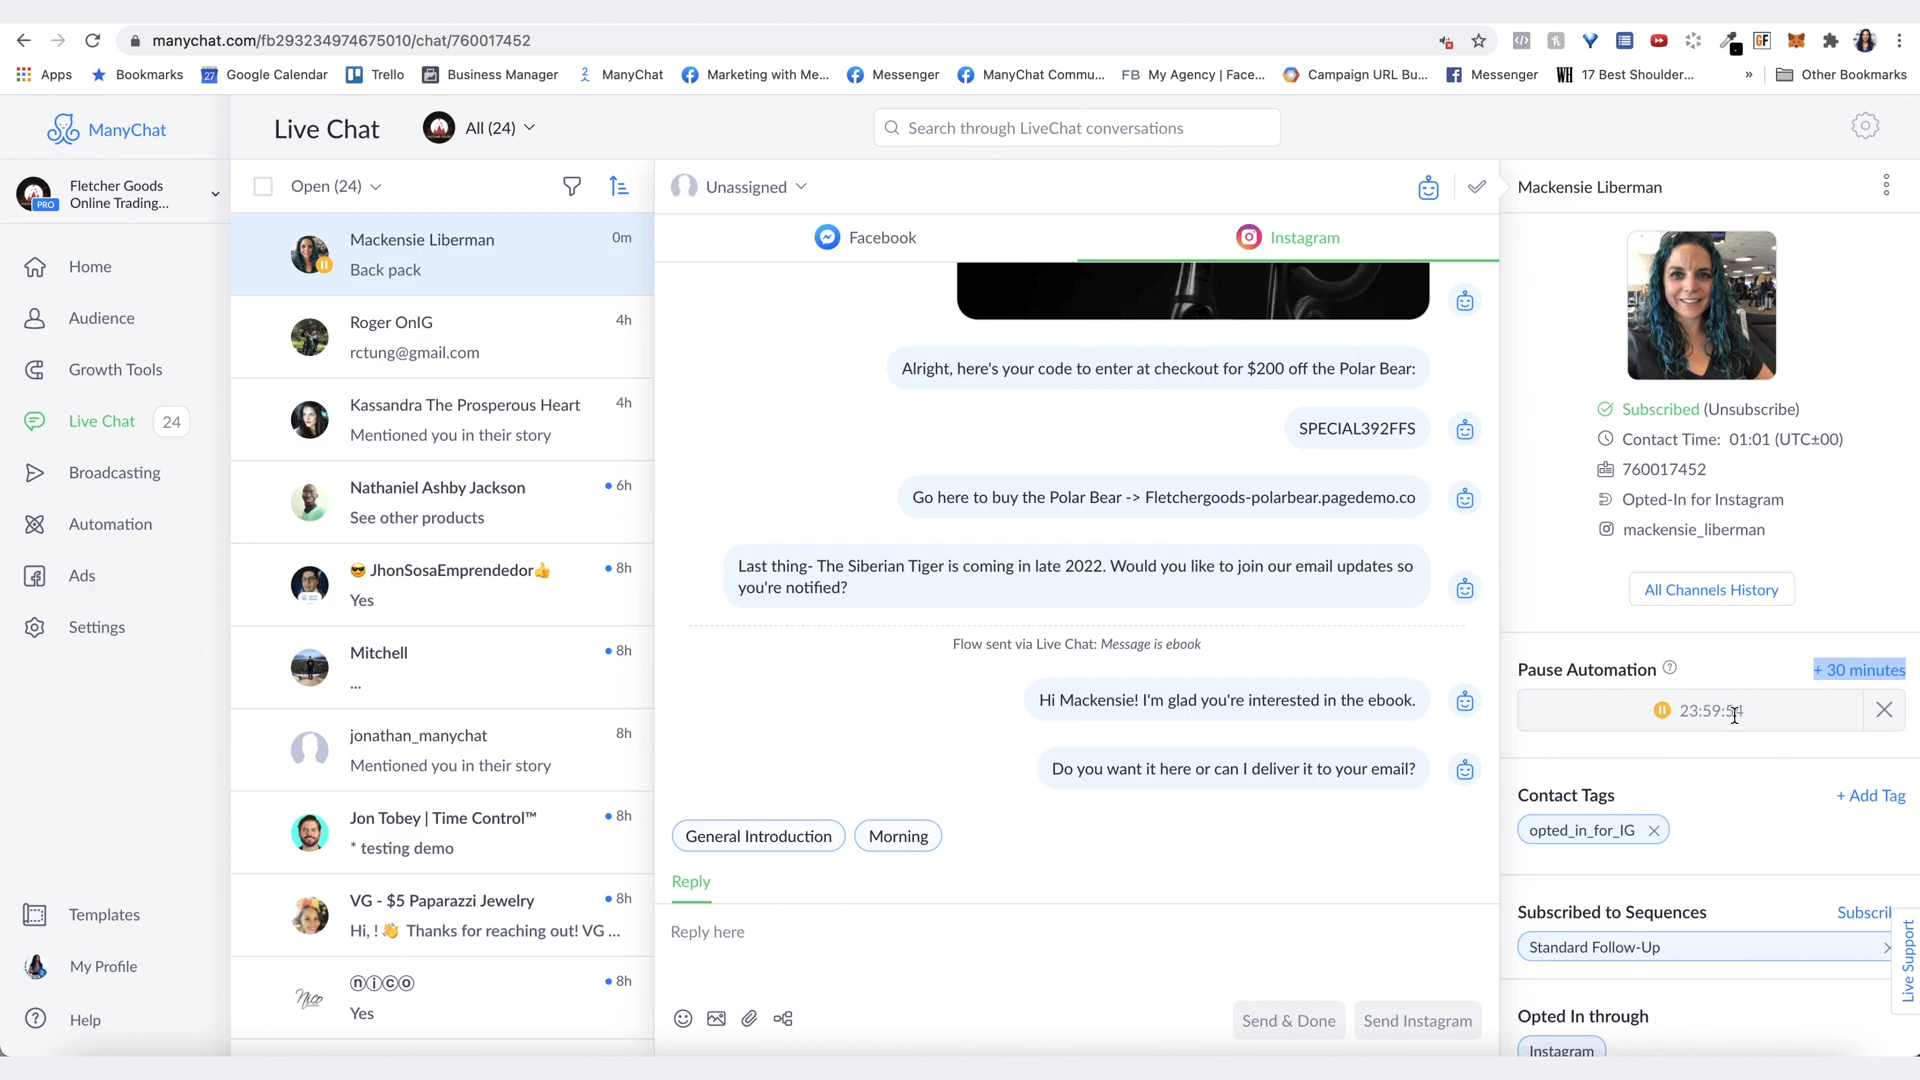 manychat.com/fb293234974675010/chat/760017452
Apps
Bookmarks
27
Google Calendar
Trello
Business Manager
ManyChat
Marketing with Me...
Messenger
ManyChat Commu...
FB My Agency | Face...
Campaign URL Bu...
Messenger
WH 17 Best Shoulder...
»
Other Bookmarks
GF
ManyChat
Live Chat
All (24)
Search through LiveChat conversations
Fletcher Goods
Online Trading...
PRO
Home
Audience
Growth Tools
Live Chat 24
Broadcasting
Automation
Ads
Settings
Templates
My Profile
Help
Open (24)
Mackensie Liberman 0m
Back pack
Roger OnIG 4h
rctung@gmail.com
Kassandra The Prosperous Heart 4h
Mentioned you in their story
Nathaniel Ashby Jackson 6h
See other products
😎 JhonSosaEmprendedor👍 8h
Yes
Mitchell 8h
...
jonathan_manychat 8h
Mentioned you in their story
Jon Tobey | Time Control™ 8h
* testing demo
VG - $5 Paparazzi Jewelry 8h
Hi, ! 👋 Thanks for reaching out! VG ...
Nico
ⓝⓘⓒⓞ 8h
Yes
Unassigned
Facebook
Instagram
Alright, here's your code to enter at checkout for $200 off the Polar Bear:
SPECIAL392FFS
Go here to buy the Polar Bear -> Fletchergoods-polarbear.pagedemo.co
Last thing- The Siberian Tiger is coming in late 2022. Would you like to join our email updates so
you're notified?
Flow sent via Live Chat: Message is ebook
Hi Mackensie! I'm glad you're interested in the ebook.
Do you want it here or can I deliver it to your email?
General Introduction
Morning
Reply
Reply here
Send & Done
Send Instagram
Mackensie Liberman
Subscribed (Unsubscribe)
Contact Time: 01:01 (UTC±00)
760017452
Opted-In for Instagram
mackensie_liberman
All Channels History
Pause Automation
+ 30 minutes
23:59:54
Contact Tags
+ Add Tag
opted_in_for_IG
Subscribed to Sequences
Subscrib
Standard Follow-Up
Opted In through
Instagram
Live Support